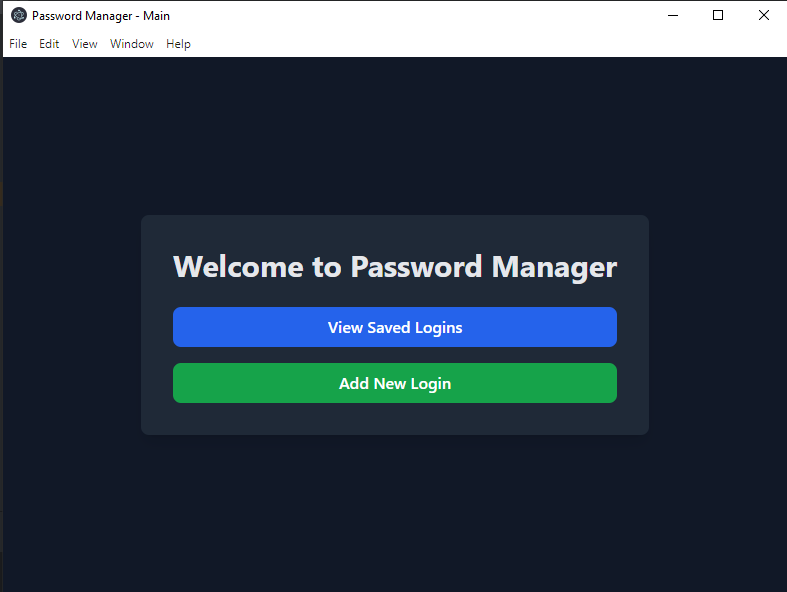 Password Manager - Main
File Edit View Window Help
Welcome to Password Manager
View Saved Logins
Add New Login